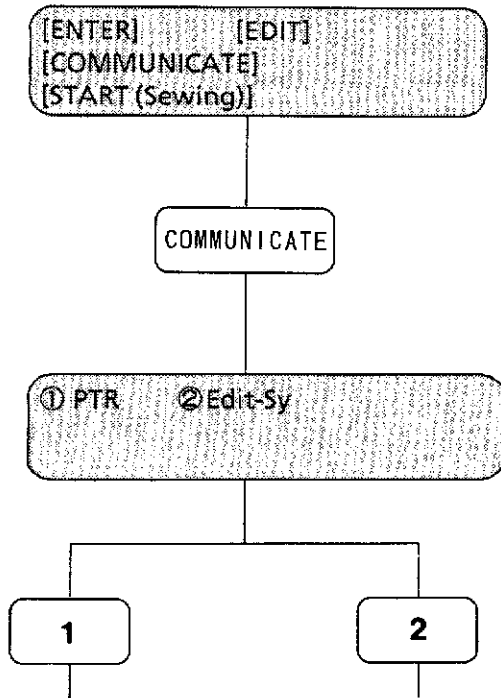 [ENTER] [EDIT]
[COMMUNICATE]
[START (Sewing)]
COMMUNICATE
① PTR ② Edit-Sy
1 2